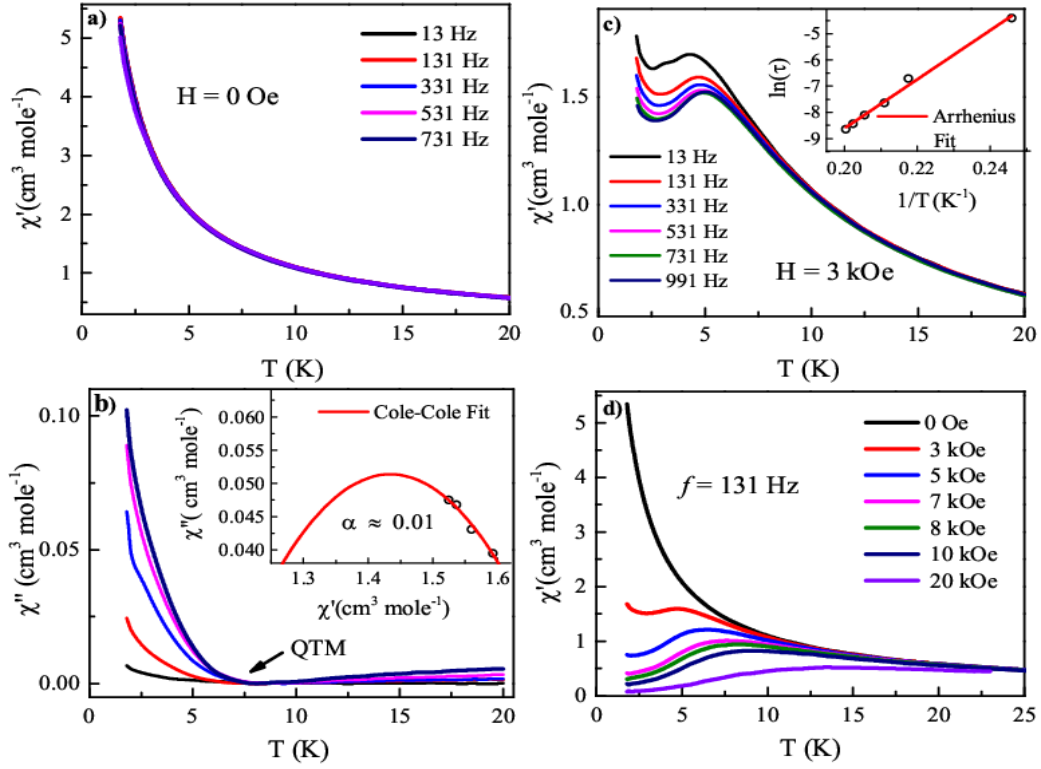 a)
H = 0 Oe
13 Hz
131 Hz
331 Hz
531 Hz
731 Hz
χ'(cm³ mole⁻¹)
5
4
3
2
1
0 5 10 15 20
T (K)
c)
H = 3 kOe
13 Hz
131 Hz
331 Hz
531 Hz
731 Hz
991 Hz
χ'(cm³ mole⁻¹)
1.5
1.0
0.5
0 5 10 15 20
T (K)
ln(τ)
-5
-6
-7
-8
-9
Arrhenius
Fit
0.20 0.22 0.24
1/T (K⁻¹)
b)
χ'' (cm³ mole⁻¹)
0.10
0.05
0.00
0 5 10 15 20
T (K)
QTM
Cole-Cole Fit
α ≈ 0.01
χ''( cm³ mole⁻¹)
0.060
0.055
0.050
0.045
0.040
1.3 1.4 1.5 1.6
χ'(cm³ mole⁻¹)
d)
f = 131 Hz
0 Oe
3 kOe
5 kOe
7 kOe
8 kOe
10 kOe
20 kOe
χ'(cm³ mole⁻¹)
5
4
3
2
1
0
0 5 10 15 20 25
T (K)